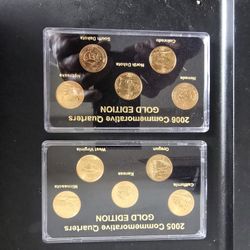 2006 Commemorative Quarters
GOLD EDITION
Nevada
Nebraska
Colorado
North Dakota
South Dakota
2005 Commemorative Quarters
GOLD EDITION
California
Minnesota
Oregon
Kansas
West Virginia